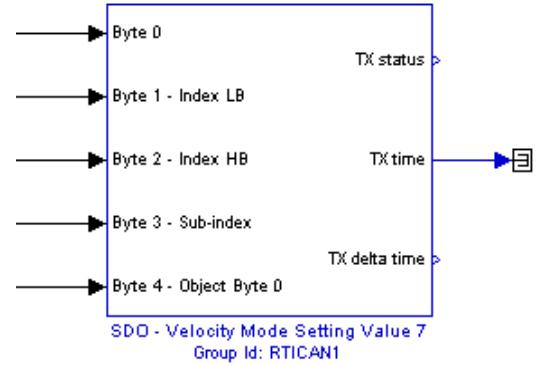 Byte 0
TX status
Byte 1 - Index LB
Byte 2 - Index HB
TX time
Byte 3 - Sub-index
TX delta time
Byte 4 - Object Byte 0
SDO - Velocity Mode Setting Value 7
Group Id: RTICAN1